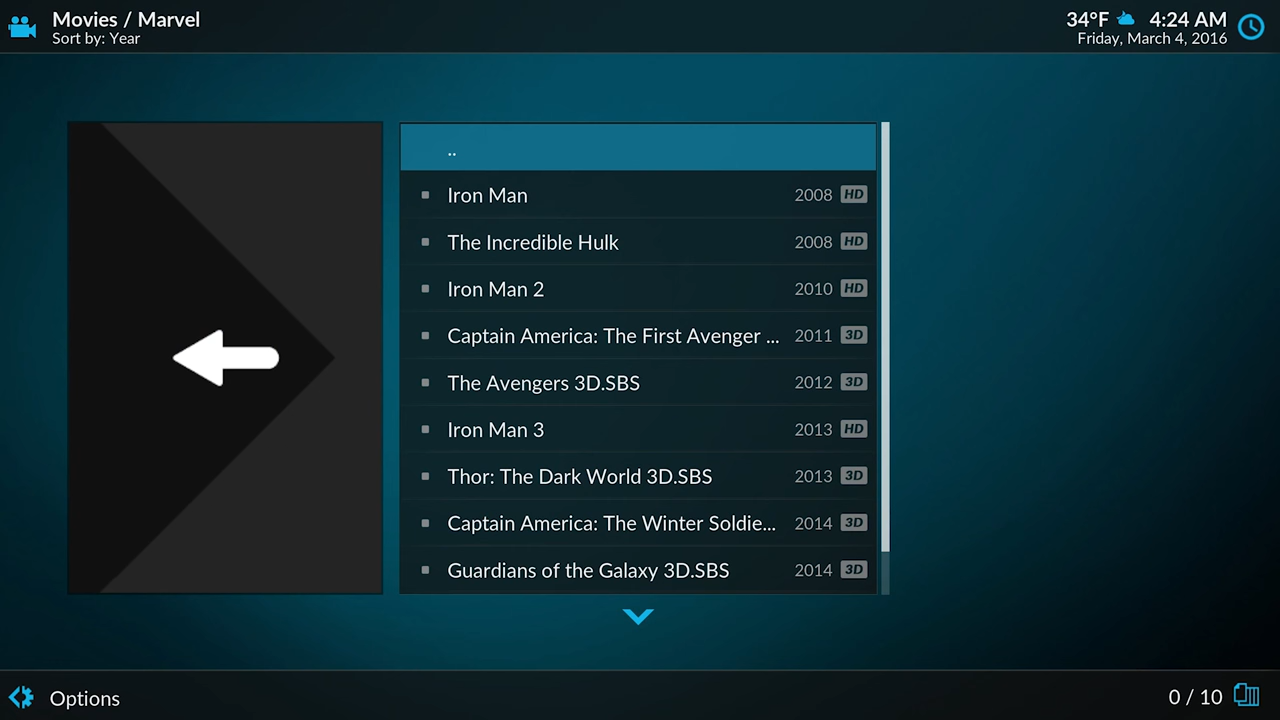 Movies / Marvel
Sort by: Year
34°F 4:24 AM
Friday, March 4, 2016
..
Iron Man 2008 HD
The Incredible Hulk 2008 HD
Iron Man 2 2010 HD
Captain America: The First Avenger ... 2011 3D
The Avengers 3D.SBS 2012 3D
Iron Man 3 2013 HD
Thor: The Dark World 3D.SBS 2013 3D
Captain America: The Winter Soldie... 2014 3D
Guardians of the Galaxy 3D.SBS 2014 3D
Options
0 / 10